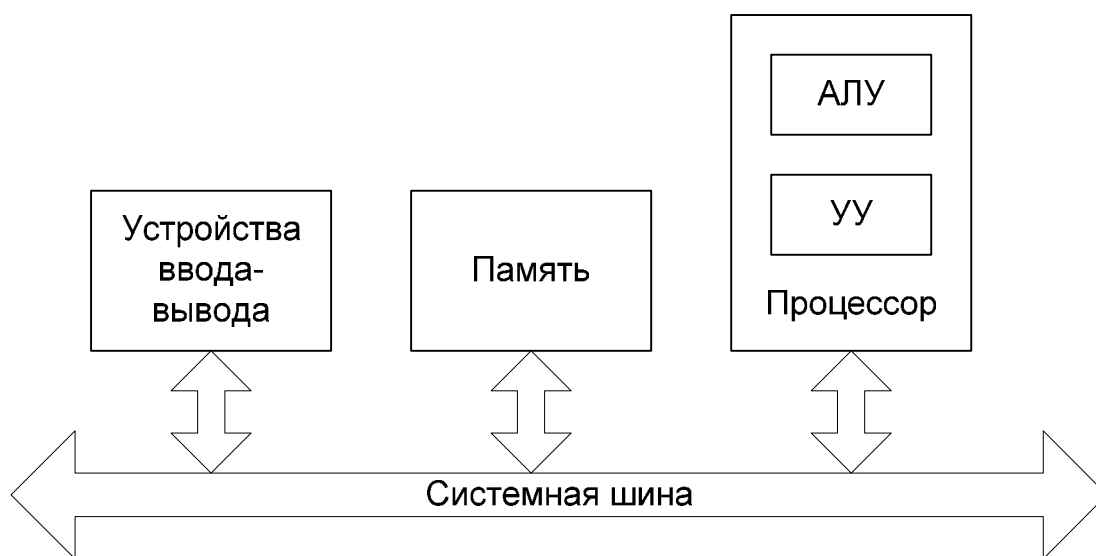 АЛУ
УУ
Процессор
Устройства
ввода-
вывода
Память
Системная шина